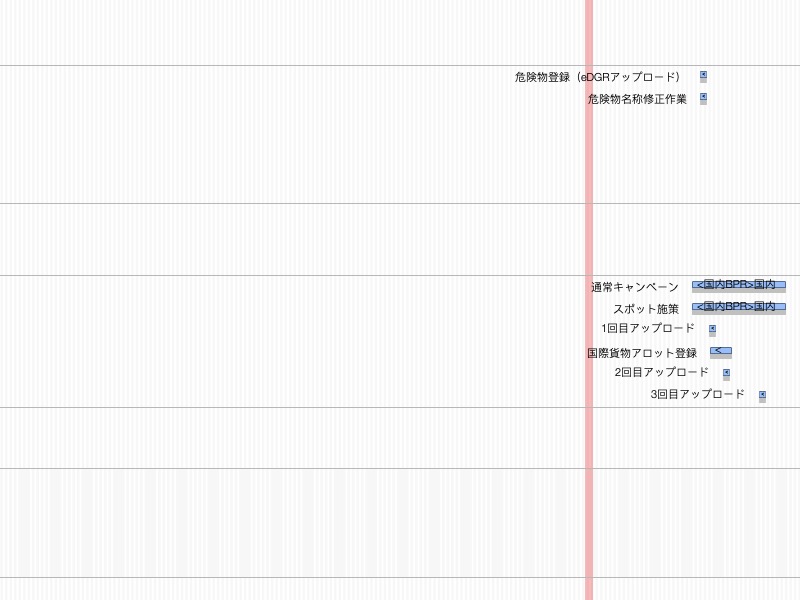 危険物登録（eDGRアップロード）
危険物名称修正作業
通常キャンペーン <国内BPR>国内
スポット施策 <国内BPR>国内
1回目アップロード
国際貨物アロット登録 <
2回目アップロード
3回目アップロード